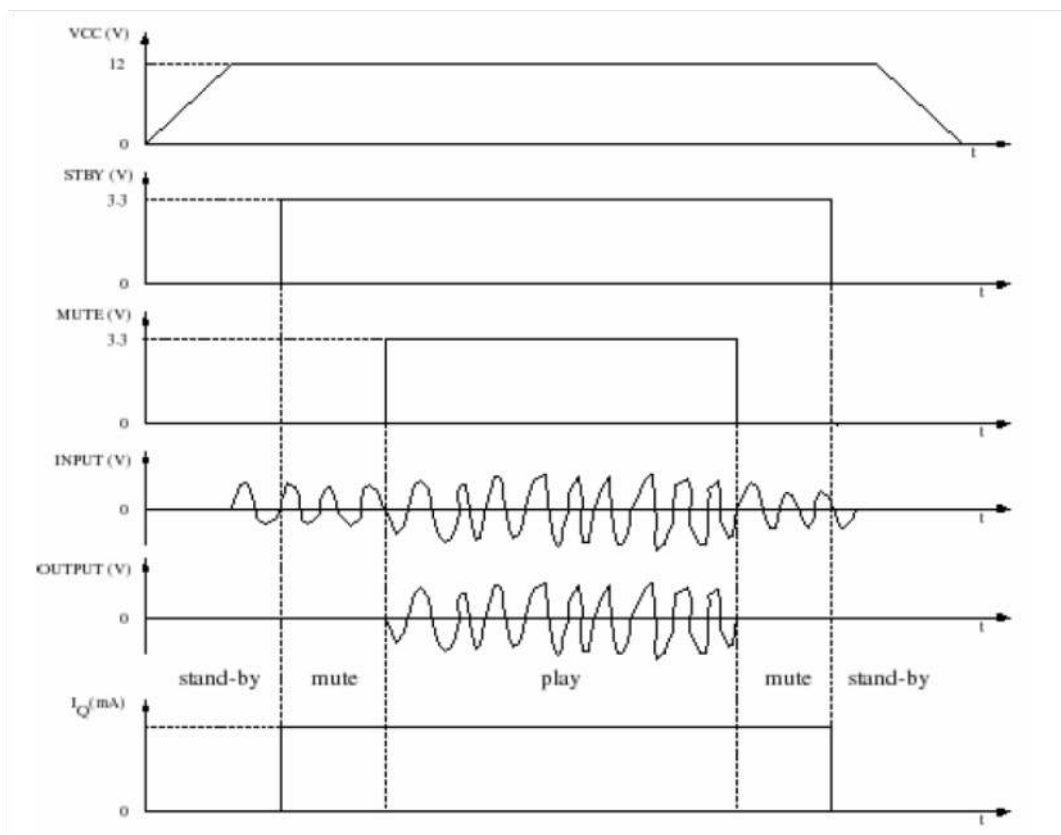 VCC (V)
12
0
t
STBY (V)
3.3
0
t
MUTE (V)
3.3
0
t
INPUT (V)
0
t
OUTPUT (V)
0
t
stand-by mute play mute stand-by
IQ(mA)
0
t